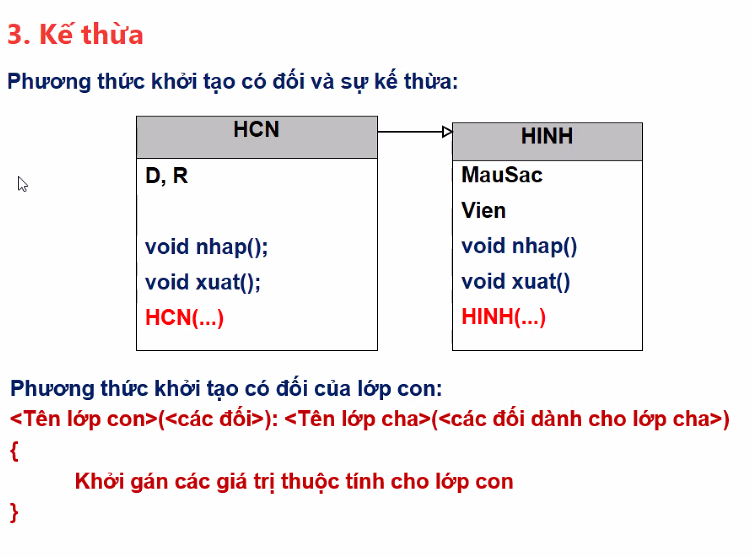 3. Kế thừa
Phương thức khởi tạo có đối và sự kế thừa:
HCN
D, R
void nhap();
void xuat();
HCN(...)
HINH
MauSac
Vien
void nhap()
void xuat()
HINH(...)
Phương thức khởi tạo có đối của lớp con:
<Tên lớp con>(<các đối>): <Tên lớp cha>(<các đối dành cho lớp cha>)
{
Khởi gán các giá trị thuộc tính cho lớp con
}